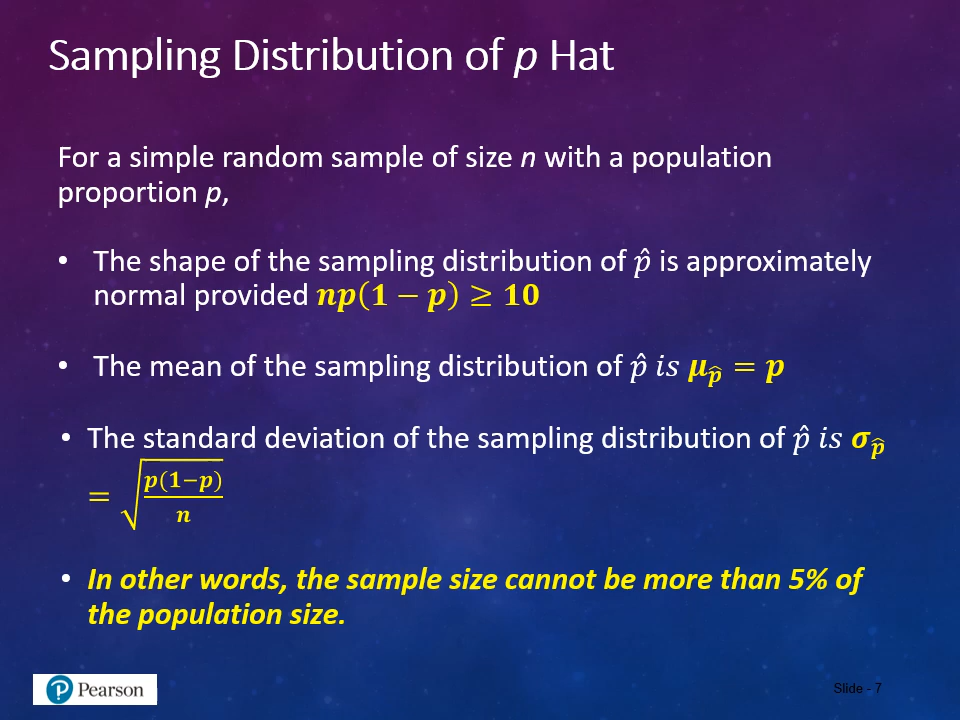 Sampling Distribution of p Hat
For a simple random sample of size n with a population
proportion p,
• The shape of the sampling distribution of p̂ is approximately
normal provided np(1 − p) ≥ 10
• The mean of the sampling distribution of p̂ is μ_p̂ = p
• The standard deviation of the sampling distribution of p̂ is σ_p̂
= √(p(1−p)/n)
• In other words, the sample size cannot be more than 5% of
the population size.
Pearson
Slide - 7